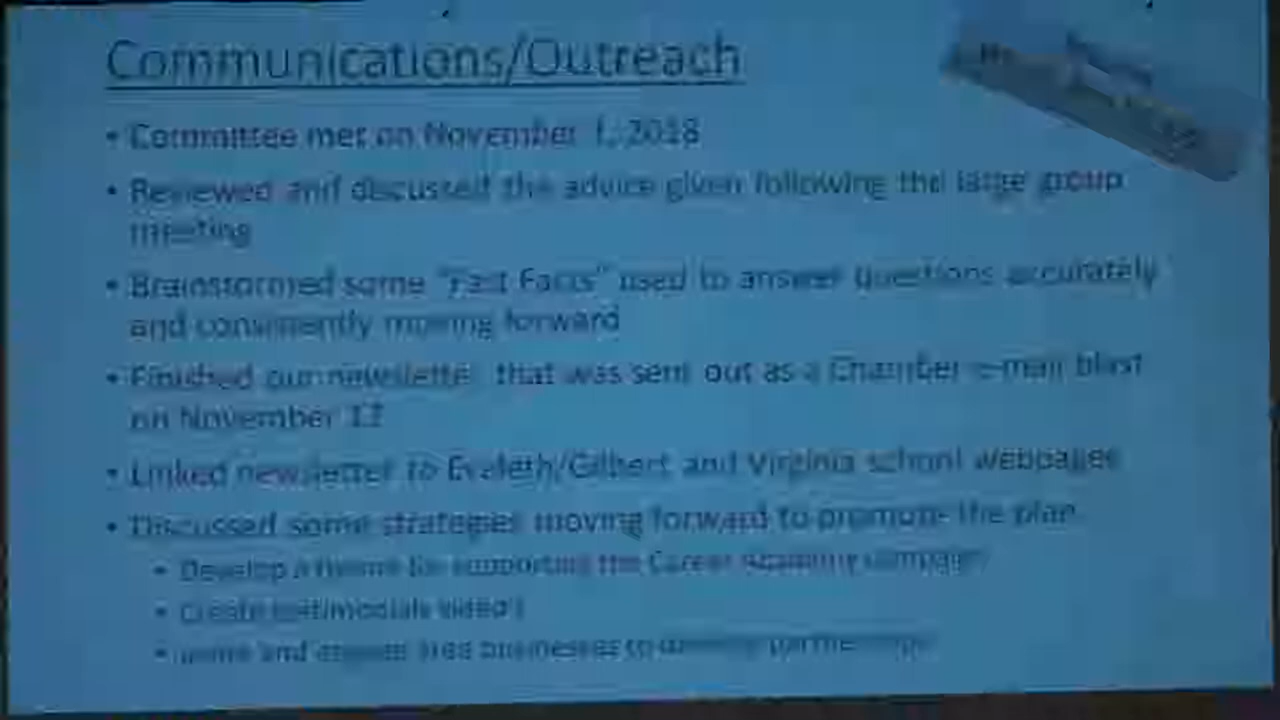 Communications/Outreach
• Committee met on November 1, 2018
• Reviewed and discussed the advice given following the large group
meeting
• Brainstormed some "Fast Facts" used to answer questions accurately
and consistently moving forward
• Finished our newsletter that was sent out as a Chamber e-mail blast
on November 12
• Linked newsletter to Eveleth/Gilbert and Virginia school webpages
• Discussed some strategies moving forward to promote the plan
• Develop a theme for supporting the Career Academy campaign
• Create testimonials video's
• and area businesses to partnerships